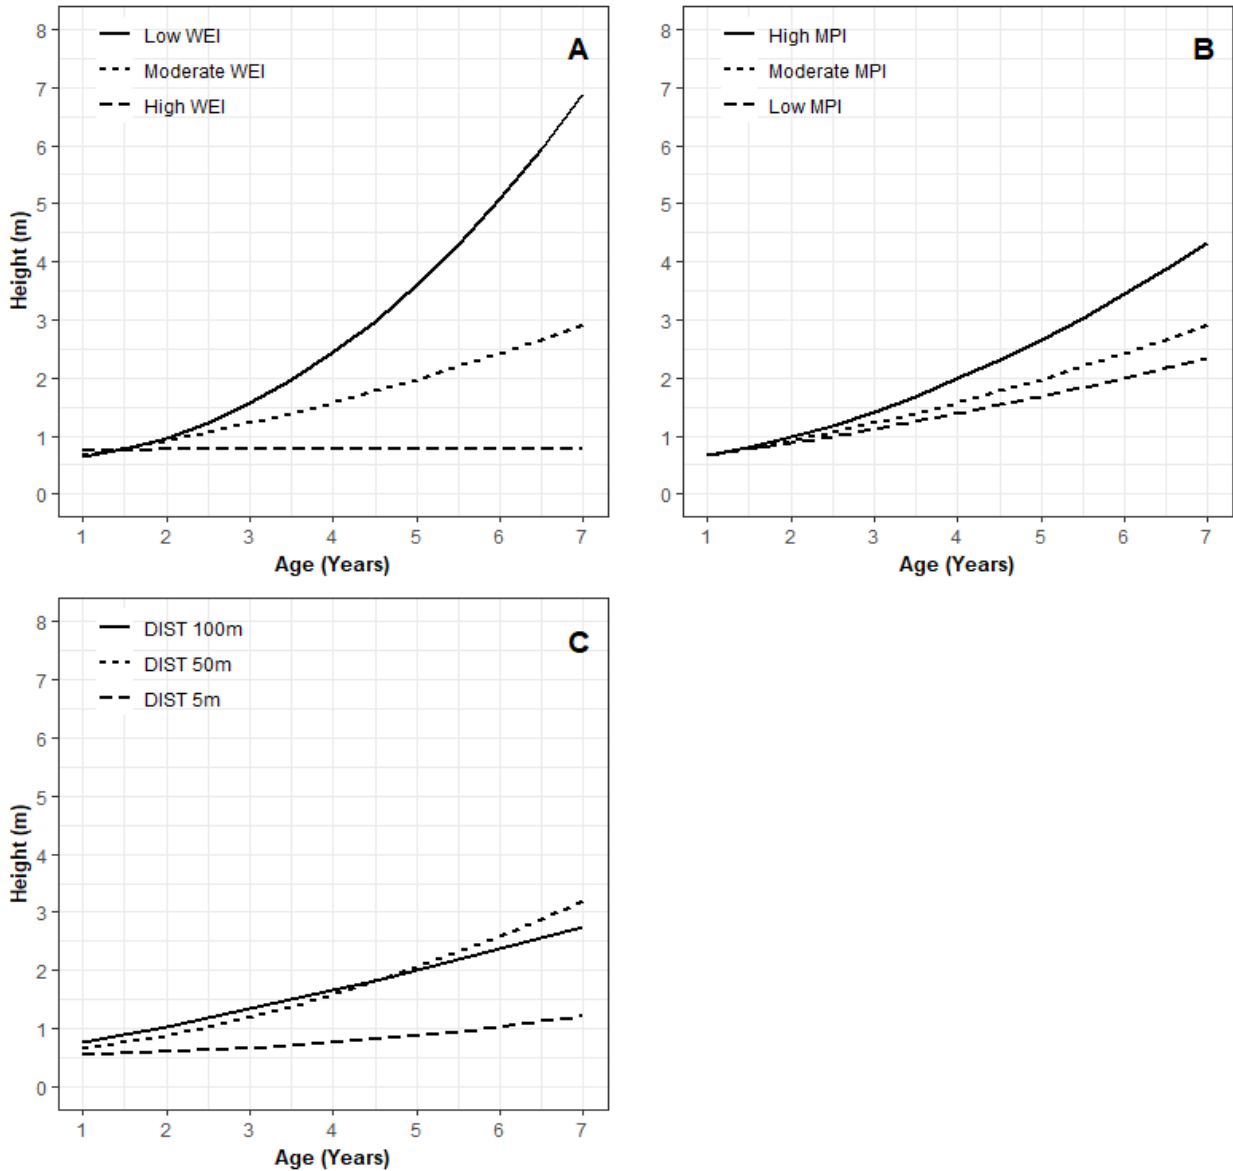 Low WEI
Moderate WEI
High WEI
A
8
7
6
5
4
3
2
1
0
Height (m)
1 2 3 4 5 6 7
Age (Years)
High MPI
Moderate MPI
Low MPI
B
8
7
6
5
4
3
2
1
0
1 2 3 4 5 6 7
Age (Years)
DIST 100m
DIST 50m
DIST 5m
C
8
7
6
5
4
3
2
1
0
Height (m)
1 2 3 4 5 6 7
Age (Years)